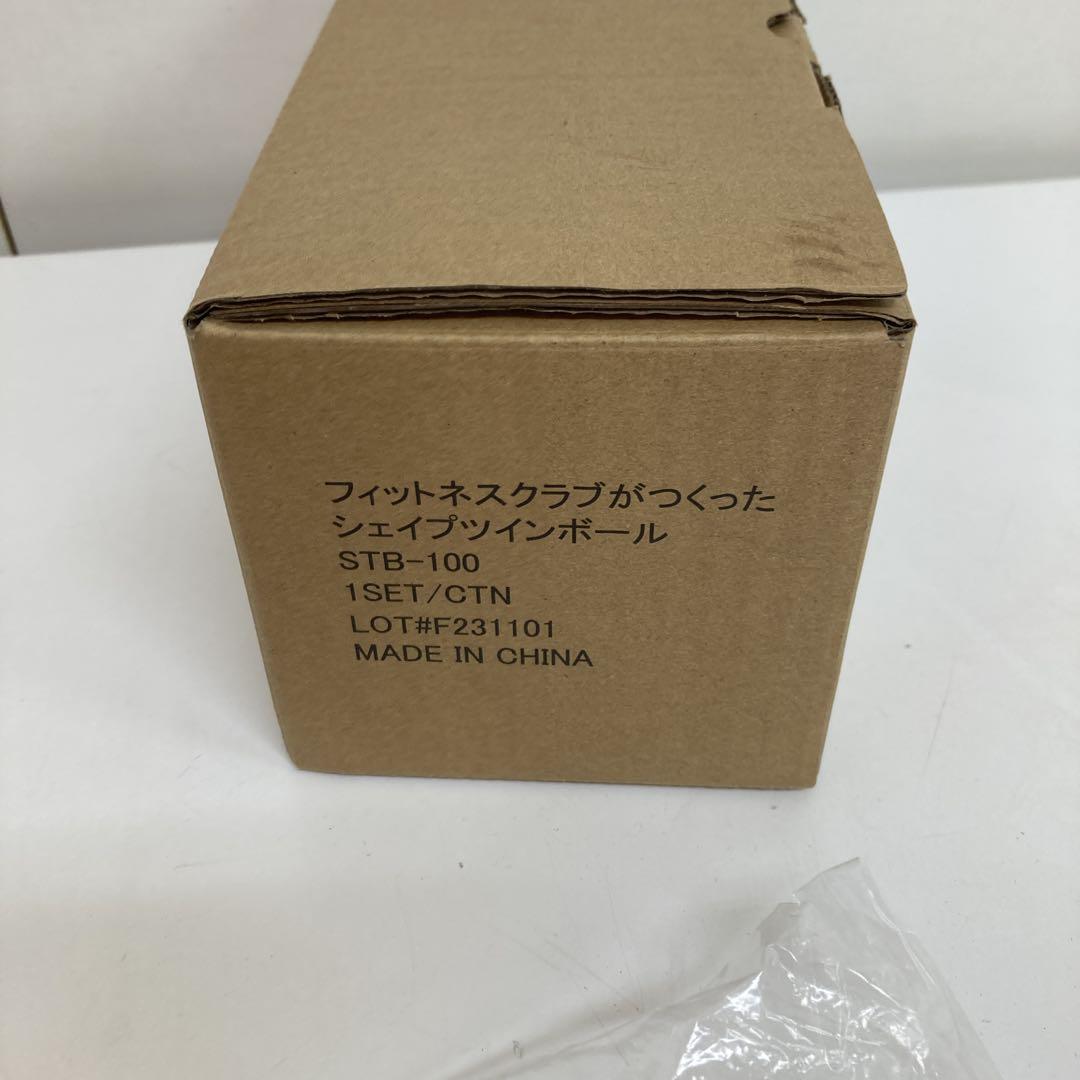 フィットネスクラブがつくった
シェイプツインボール
STB-100
1SET/CTN
LOT#F231101
MADE IN CHINA